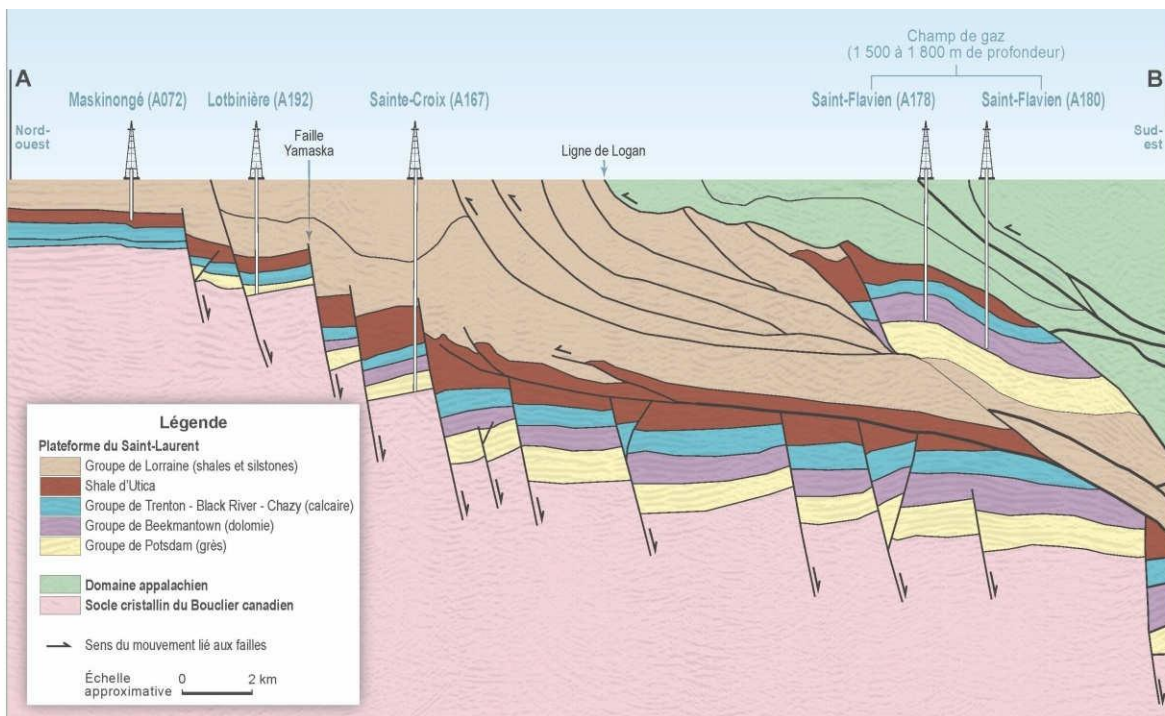 Champ de gaz
(1 500 à 1 800 m de profondeur)
A
B
Maskinongé (A072)
Lotbinière (A192)
Sainte-Croix (A167)
Saint-Flavien (A178)
Saint-Flavien (A180)
Nord-
ouest
Faille
Yamaska
Ligne de Logan
Sud-
est
Légende
Plateforme du Saint-Laurent
Groupe de Lorraine (shales et silstones)
Shale d'Utica
Groupe de Trenton - Black River - Chazy (calcaire)
Groupe de Beekmantown (dolomie)
Groupe de Potsdam (grès)
Domaine appalachien
Socle cristallin du Bouclier canadien
Sens du mouvement lié aux failles
Échelle
approximative
0 2 km